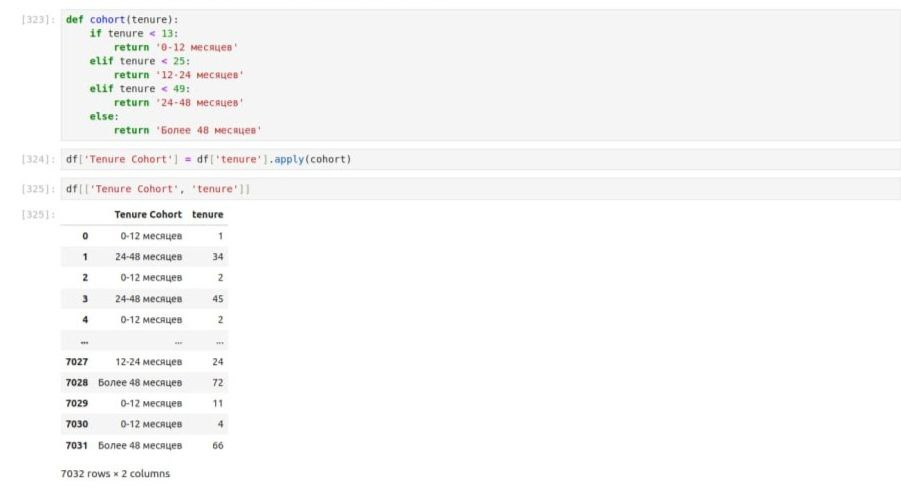 [323]: def cohort(tenure):
if tenure < 13:
return '0-12 месяцев'
elif tenure < 25:
return '12-24 месяцев'
elif tenure < 49:
return '24-48 месяцев'
else:
return 'Более 48 месяцев'
[324]: df['Tenure Cohort'] = df['tenure'].apply(cohort)
[325]: df[['Tenure Cohort', 'tenure']]
[325]: Tenure Cohort tenure
0 0-12 месяцев 1
1 24-48 месяцев 34
2 0-12 месяцев 2
3 24-48 месяцев 45
4 0-12 месяцев 2
... ... ...
7027 12-24 месяцев 24
7028 Более 48 месяцев 72
7029 0-12 месяцев 11
7030 0-12 месяцев 4
7031 Более 48 месяцев 66
7032 rows × 2 columns